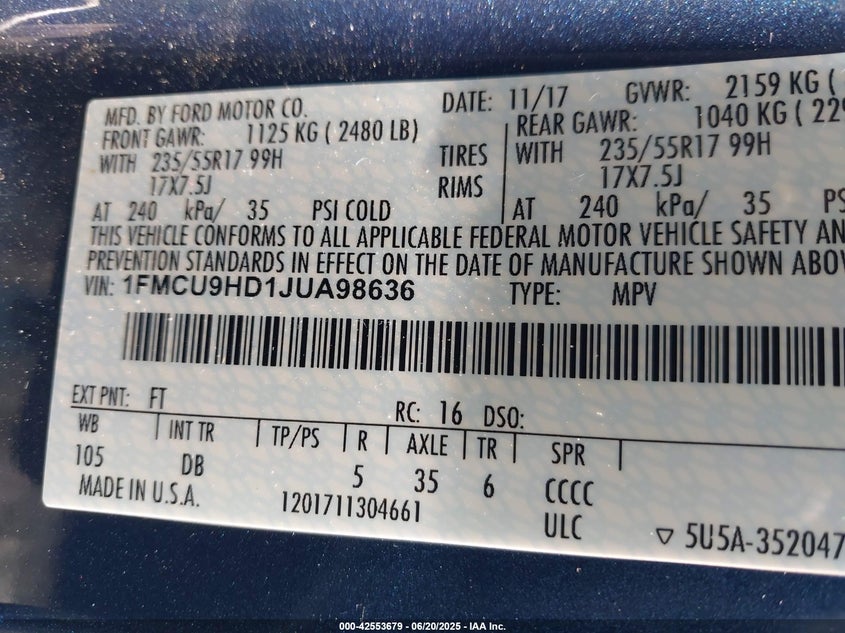 MFD. BY FORD MOTOR CO. DATE: 11/17 GVWR: 2159 KG (
FRONT GAWR: 1125 KG ( 2480 LB) REAR GAWR: 1040 KG ( 229
WITH 235/55R17 99H TIRES WITH 235/55R17 99H
17X7.5J RIMS 17X7.5J
AT 240 kPa/ 35 PSI COLD AT 240 kPa/ 35 PS
THIS VEHICLE CONFORMS TO ALL APPLICABLE FEDERAL MOTOR VEHICLE SAFETY AN
PREVENTION STANDARDS IN EFFECT ON THE DATE OF MANUFACTURE SHOWN ABOV
VIN: 1FMCU9HD1JUA98636 TYPE: MPV
EXT PNT: FT RC: 16 DSO:
WB INT TR TP/PS R AXLE TR SPR
105 DB 5 35 6 CCCC
MADE IN U.S.A. 1201711304661 ULC ▽ 5U5A-352047
000-42553679 - 06/20/2025 - IAA Inc.